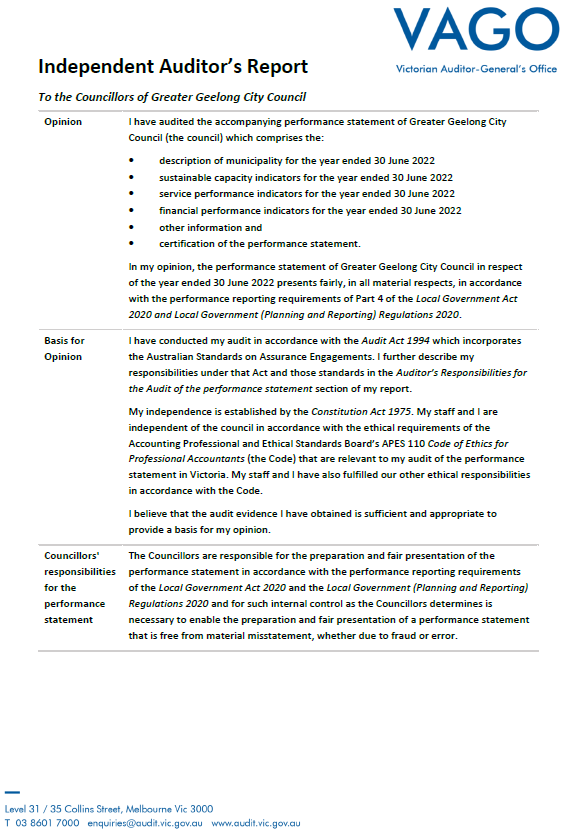 VAGO
Victorian Auditor-General's Office
Independent Auditor's Report
To the Councillors of Greater Geelong City Council
Opinion
I have audited the accompanying performance statement of Greater Geelong City
Council (the council) which comprises the:
• description of municipality for the year ended 30 June 2022
• sustainable capacity indicators for the year ended 30 June 2022
• service performance indicators for the year ended 30 June 2022
• financial performance indicators for the year ended 30 June 2022
• other information and
• certification of the performance statement.
In my opinion, the performance statement of Greater Geelong City Council in respect
of the year ended 30 June 2022 presents fairly, in all material respects, in accordance
with the performance reporting requirements of Part 4 of the Local Government Act
2020 and Local Government (Planning and Reporting) Regulations 2020.
Basis for
Opinion
I have conducted my audit in accordance with the Audit Act 1994 which incorporates
the Australian Standards on Assurance Engagements. I further describe my
responsibilities under that Act and those standards in the Auditor's Responsibilities for
the Audit of the performance statement section of my report.
My independence is established by the Constitution Act 1975. My staff and I are
independent of the council in accordance with the ethical requirements of the
Accounting Professional and Ethical Standards Board's APES 110 Code of Ethics for
Professional Accountants (the Code) that are relevant to my audit of the performance
statement in Victoria. My staff and I have also fulfilled our other ethical responsibilities
in accordance with the Code.
I believe that the audit evidence I have obtained is sufficient and appropriate to
provide a basis for my opinion.
Councillors'
responsibilities
for the
performance
statement
The Councillors are responsible for the preparation and fair presentation of the
performance statement in accordance with the performance reporting requirements
of the Local Government Act 2020 and the Local Government (Planning and Reporting)
Regulations 2020 and for such internal control as the Councillors determines is
necessary to enable the preparation and fair presentation of a performance statement
that is free from material misstatement, whether due to fraud or error.
Level 31 / 35 Collins Street, Melbourne Vic 3000
T 03 8601 7000 enquiries@audit.vic.gov.au www.audit.vic.gov.au